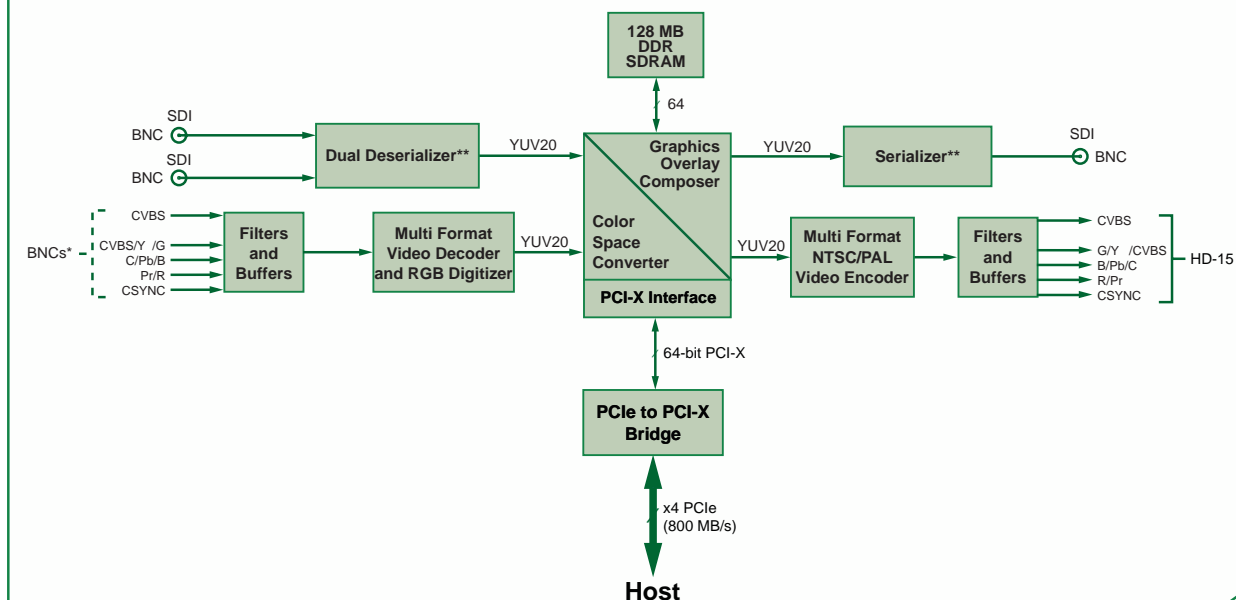 128 MB
DDR
SDRAM
64
SDI
BNC
SDI
BNC
Dual Deserializer**
YUV20
Graphics
Overlay
Composer
YUV20
Serializer**
SDI
BNC
BNCs*
CVBS
CVBS/Y /G
C/Pb/B
Pr/R
CSYNC
Filters
and
Buffers
Multi Format
Video Decoder
and RGB Digitizer
YUV20
Color
Space
Converter
YUV20
Multi Format
NTSC/PAL
Video Encoder
Filters
and
Buffers
CVBS
G/Y /CVBS
B/Pb/C
R/Pr
CSYNC
HD-15
PCI-X Interface
64-bit PCI-X
PCIe to PCI-X
Bridge
x4 PCIe
(800 MB/s)
Host